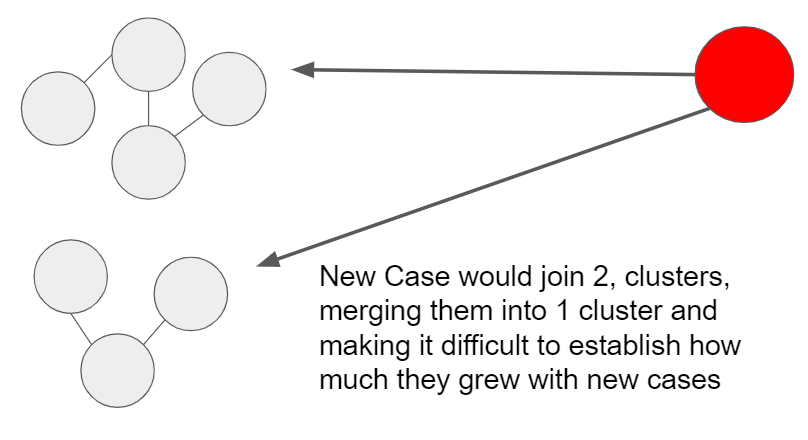 New Case would join 2, clusters,
merging them into 1 cluster and
making it difficult to establish how
much they grew with new cases